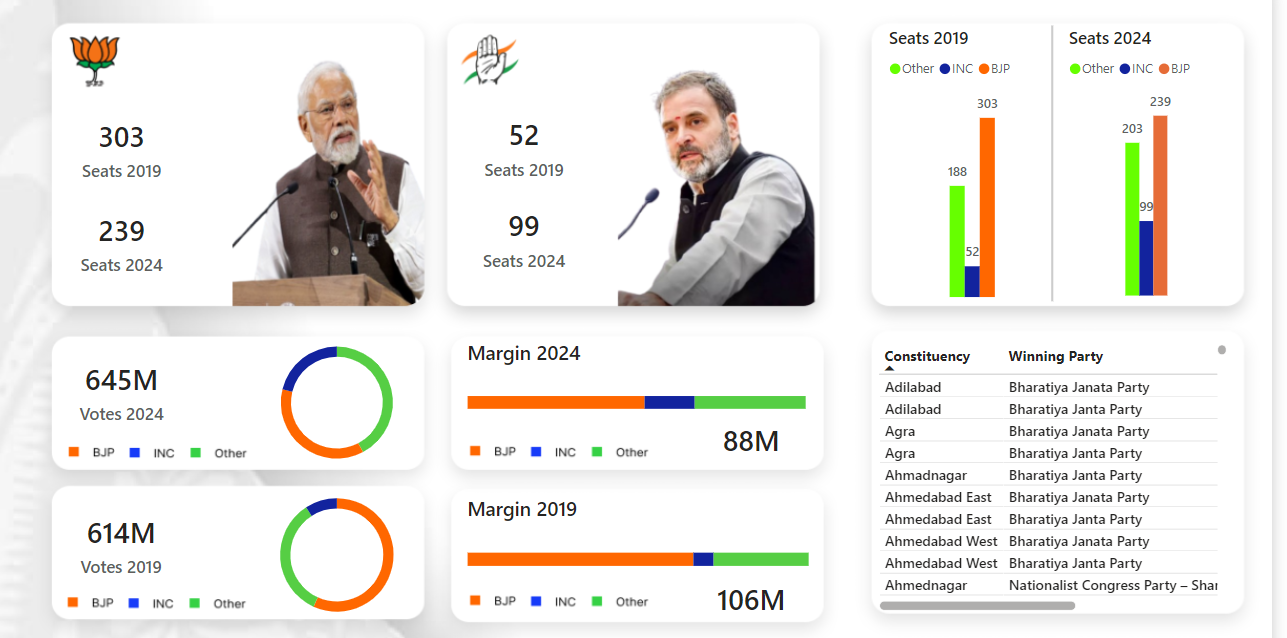 303
Seats 2019
239
Seats 2024
52
Seats 2019
99
Seats 2024
Seats 2019
Other INC BJP
303
188
52
Seats 2024
Other INC BJP
239
203
99
645M
Votes 2024
BJP INC Other
Margin 2024
88M
BJP INC Other
614M
Votes 2019
BJP INC Other
Margin 2019
106M
BJP INC Other
Constituency Winning Party
Adilabad Bharatiya Janata Party
Adilabad Bharatiya Janta Party
Agra Bharatiya Janata Party
Agra Bharatiya Janta Party
Ahmadnagar Bharatiya Janta Party
Ahmedabad East Bharatiya Janata Party
Ahmedabad East Bharatiya Janta Party
Ahmedabad West Bharatiya Janata Party
Ahmedabad West Bharatiya Janta Party
Ahmednagar Nationalist Congress Party – Shar